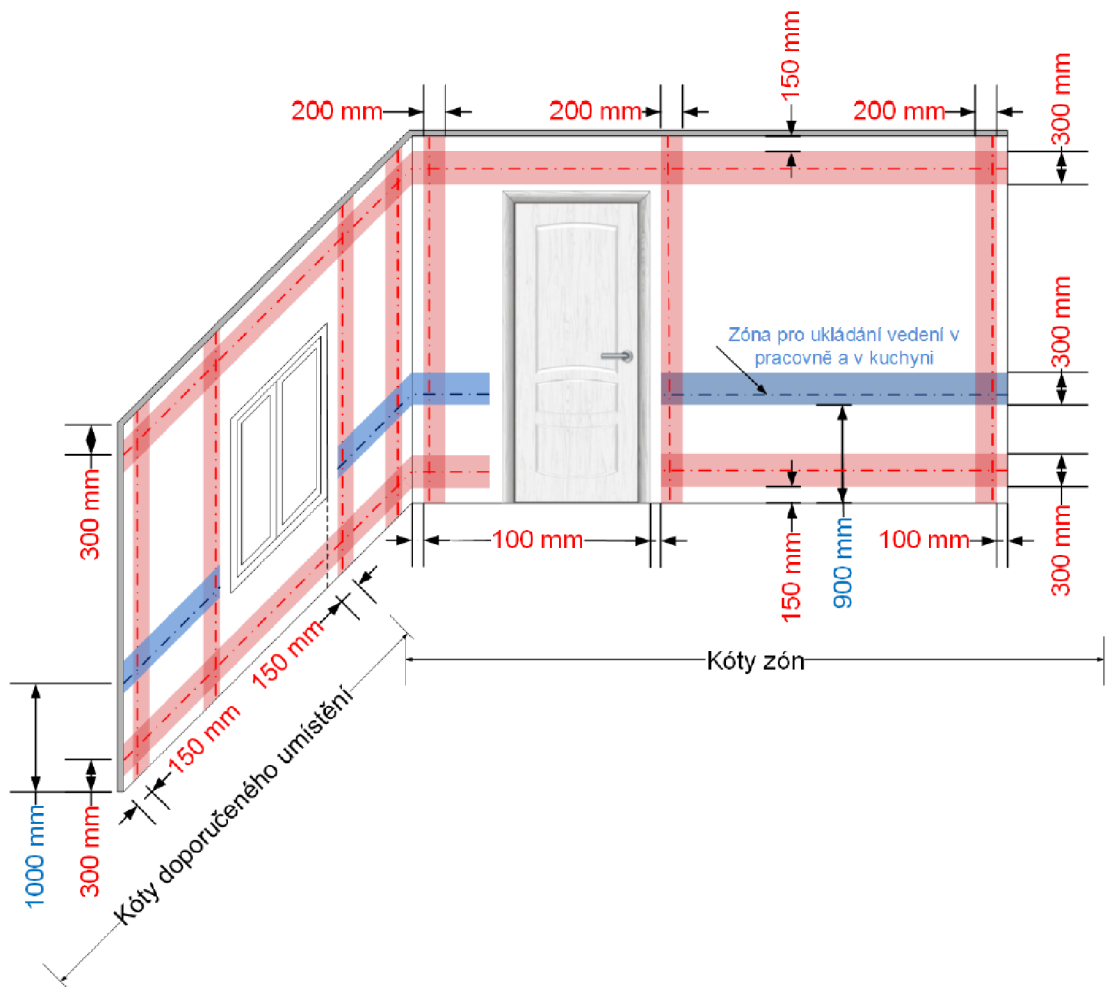 150 mm
200 mm
200 mm
200 mm
300 mm
Zóna pro ukládání vedení v
pracovně a v kuchyni
300 mm
300 mm
100 mm
100 mm
150 mm
900 mm
300 mm
150 mm
Kóty zón
150 mm
1000 mm
300 mm
Kóty doporučeného umístění